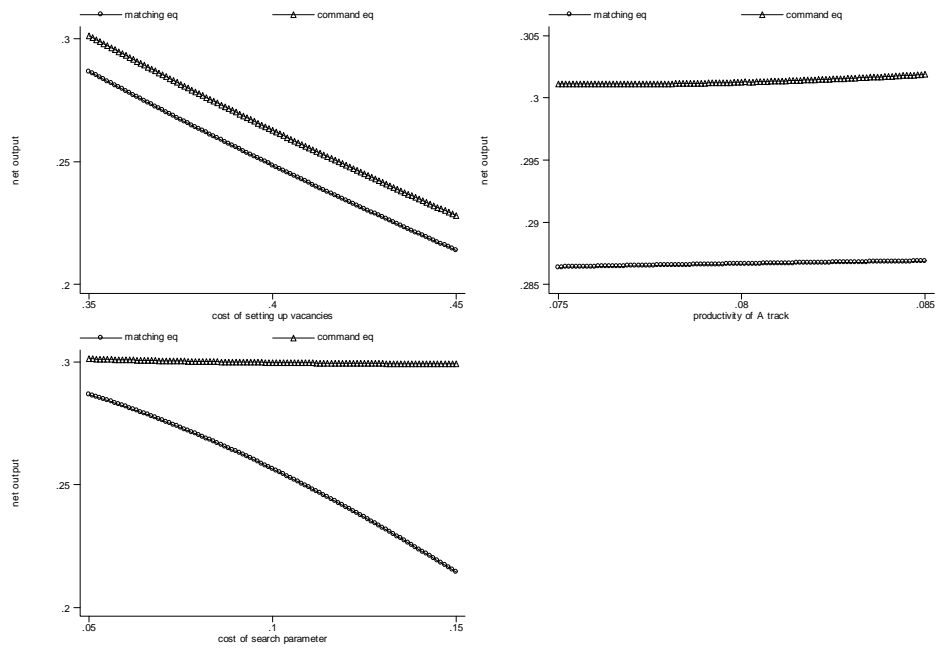 matching eq command eq
.3
.25
.2
net output
.35 .4 .45
cost of setting up vacancies
matching eq command eq
.305
.3
.295
.29
.285
net output
.075 .08 .085
productivity of A track
matching eq command eq
.3
.25
.2
net output
.05 .1 .15
cost of search parameter